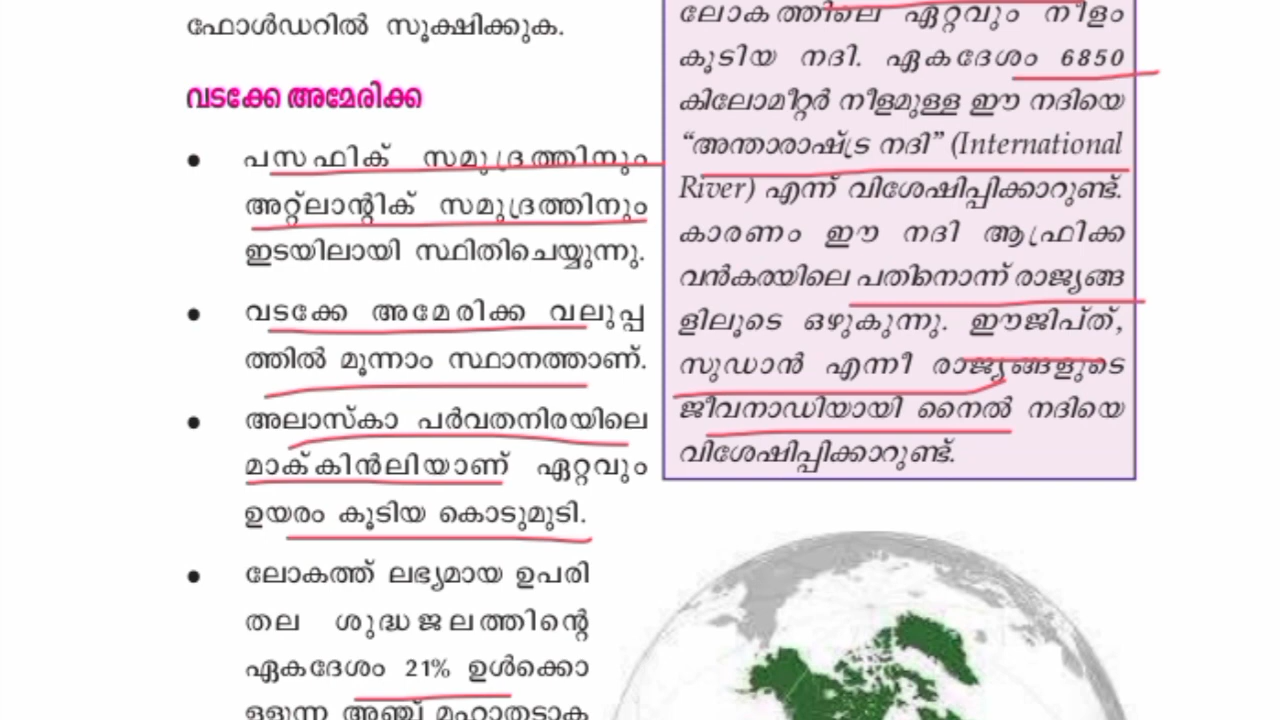 ഫോൾഡറിൽ സൂക്ഷിക്കുക.
വടക്കേ അമേരിക്ക
• പസഫിക് സമുദ്രത്തിനും
അറ്റ്ലാന്റിക് സമുദ്രത്തിനും
ഇടയിലായി സ്ഥിതിചെയ്യുന്നു.
• വടക്കേ അമേരിക്ക വലുപ്പ
ത്തിൽ മൂന്നാം സ്ഥാനത്താണ്.
• അലാസ്കാ പർവതനിരയിലെ
മാക്കിൻലിയാണ് ഏറ്റവും
ഉയരം കൂടിയ കൊടുമുടി.
• ലോകത്ത് ലഭ്യമായ ഉപരി
തല ശുദ്ധജലത്തിന്റെ
ഏകദേശം 21% ഉൾക്കൊ
ള്ളുന്ന അഞ്ച് മഹാതടാക
ലോകത്തിലെ ഏറ്റവും നീളം
കൂടിയ നദി. ഏകദേശം 6850
കിലോമീറ്റർ നീളമുള്ള ഈ നദിയെ
“അന്താരാഷ്ട്ര നദി” (International
River) എന്ന് വിശേഷിപ്പിക്കാറുണ്ട്.
കാരണം ഈ നദി ആഫ്രിക്ക
വൻകരയിലെ പതിനൊന്ന് രാജ്യങ്ങ
ളിലൂടെ ഒഴുകുന്നു. ഈജിപ്ത്,
സുഡാൻ എന്നീ രാജ്യങ്ങളുടെ
ജീവനാഡിയായി നൈൽ നദിയെ
വിശേഷിപ്പിക്കാറുണ്ട്.